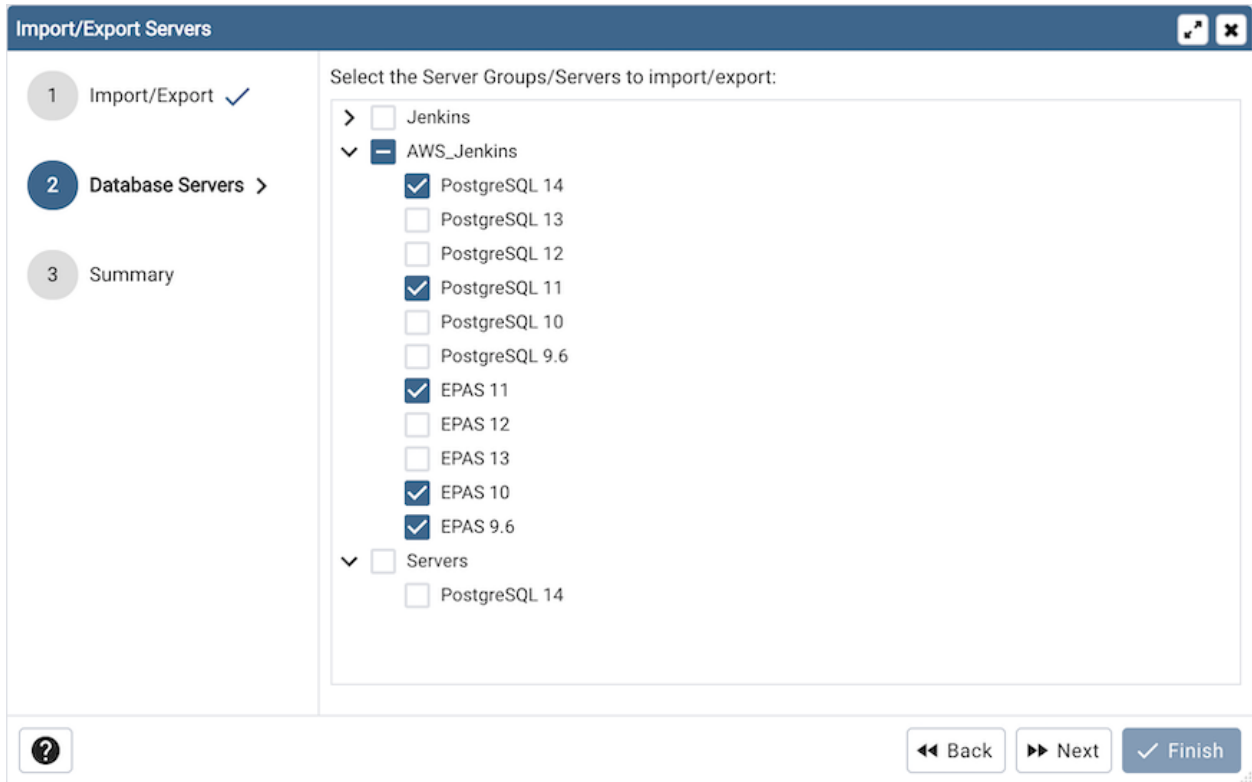 Import/Export Servers
1 Import/Export
Select the Server Groups/Servers to import/export:
Jenkins
AWS_Jenkins
PostgreSQL 14
2 Database Servers
PostgreSQL 13
PostgreSQL 12
3 Summary
PostgreSQL 11
PostgreSQL 10
PostgreSQL 9.6
EPAS 11
EPAS 12
EPAS 13
EPAS 10
EPAS 9.6
Servers
PostgreSQL 14
? Back Next Finish